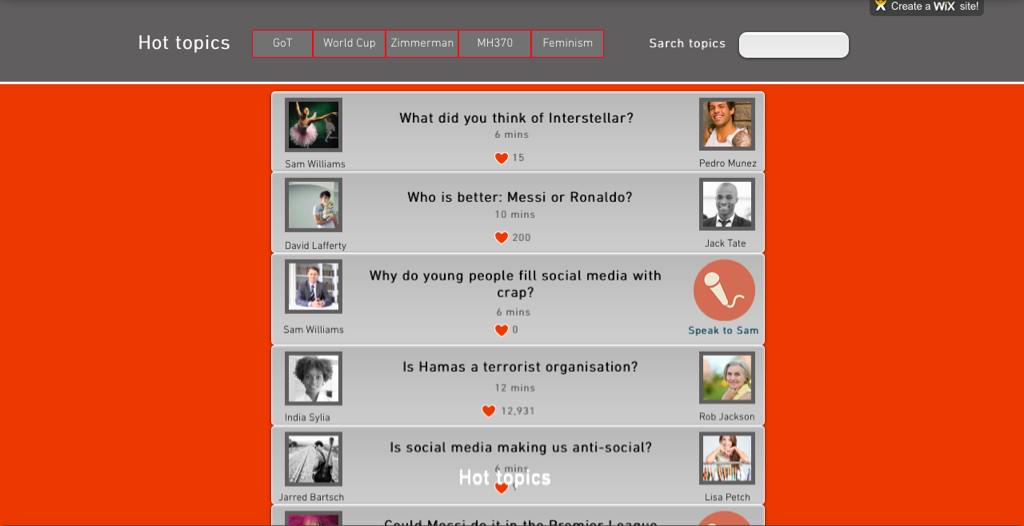 Create a WiX site!
Hot topics
GoT
World Cup
Zimmerman
MH370
Feminism
Sarch topics
What did you think of Interstellar?
6 mins
15
Sam Williams
Pedro Munez
Who is better: Messi or Ronaldo?
10 mins
200
David Lafferty
Jack Tate
Why do young people fill social media with
crap?
6 mins
0
Sam Williams
Speak to Sam
Is Hamas a terrorist organisation?
12 mins
12,931
India Sylia
Rob Jackson
Is social media making us anti-social?
6 mins
Hot topics
Jarred Bartsch
Lisa Petch
Could Messi do it in the Premier League